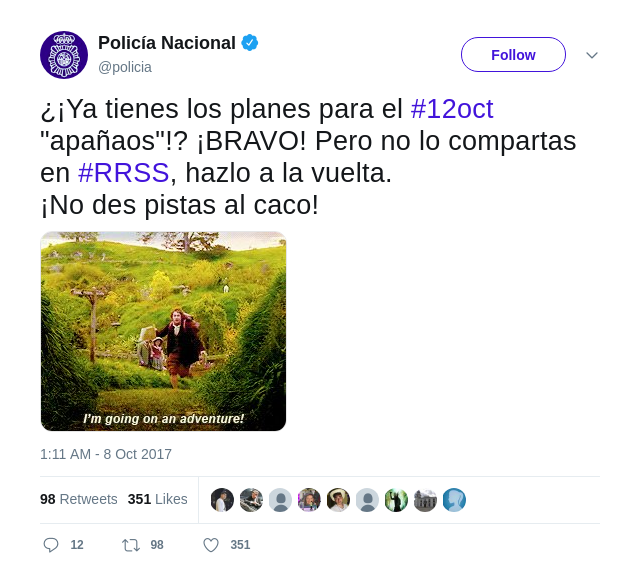 Policía Nacional
@policia
Follow
¿¡Ya tienes los planes para el #12oct
"apañaos"!? ¡BRAVO! Pero no lo compartas
en #RRSS, hazlo a la vuelta.
¡No des pistas al caco!
I'm going on an adventure!
1:11 AM - 8 Oct 2017
98 Retweets 351 Likes
12 98 351